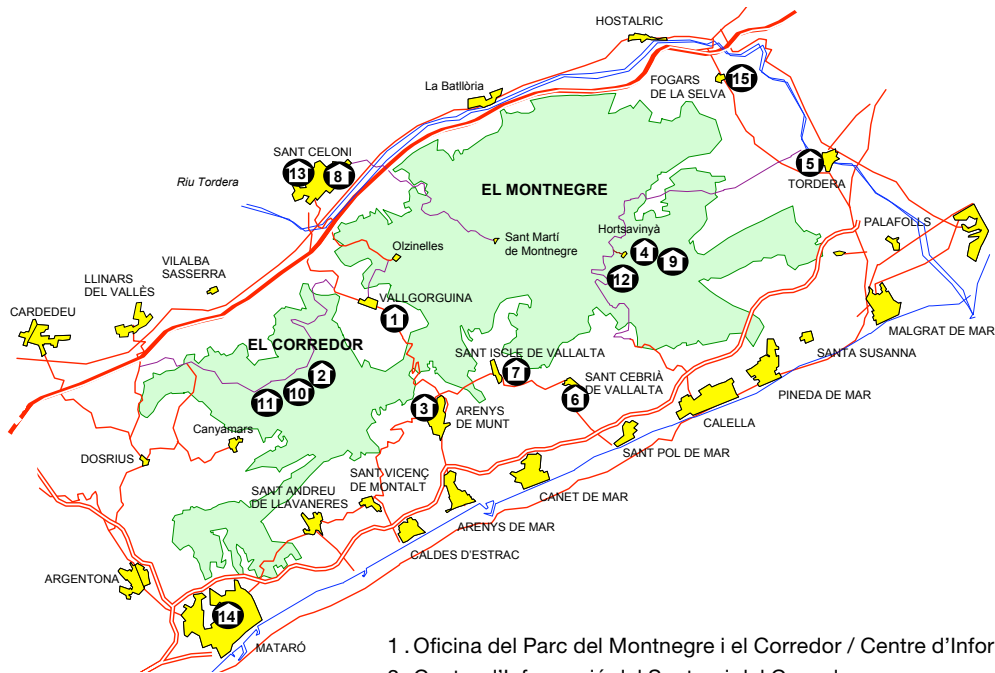 HOSTALRIC
La Batllòria
FOGARS
DE LA SELVA
15
SANT CELONI
13
8
5
TORDERA
Riu Tordera
EL MONTNEGRE
PALAFOLLS
Hortsavinyà
Sant Martí
de Montnegre
Olzinelles
4
9
12
VILALBA
SASSERRA
LLINARS
DEL VALLÈS
CARDEDEU
VALLGORGUINA
1
MALGRAT DE MAR
EL CORREDOR
SANT ISCLE DE VALLALTA
SANTA SUSANNA
7
2
SANT CEBRIÀ
DE VALLALTA
10
11
6
PINEDA DE MAR
3
ARENYS
DE MUNT
CALELLA
Canyamars
DOSRIUS
SANT POL DE MAR
SANT VICENÇ
DE MONTALT
SANT ANDREU
DE LLAVANERES
CANET DE MAR
ARENYS DE MAR
CALDES D'ESTRAC
ARGENTONA
14
MATARÓ
1 . Oficina del Parc del Montnegre i el Corredor / Centre d'Infor